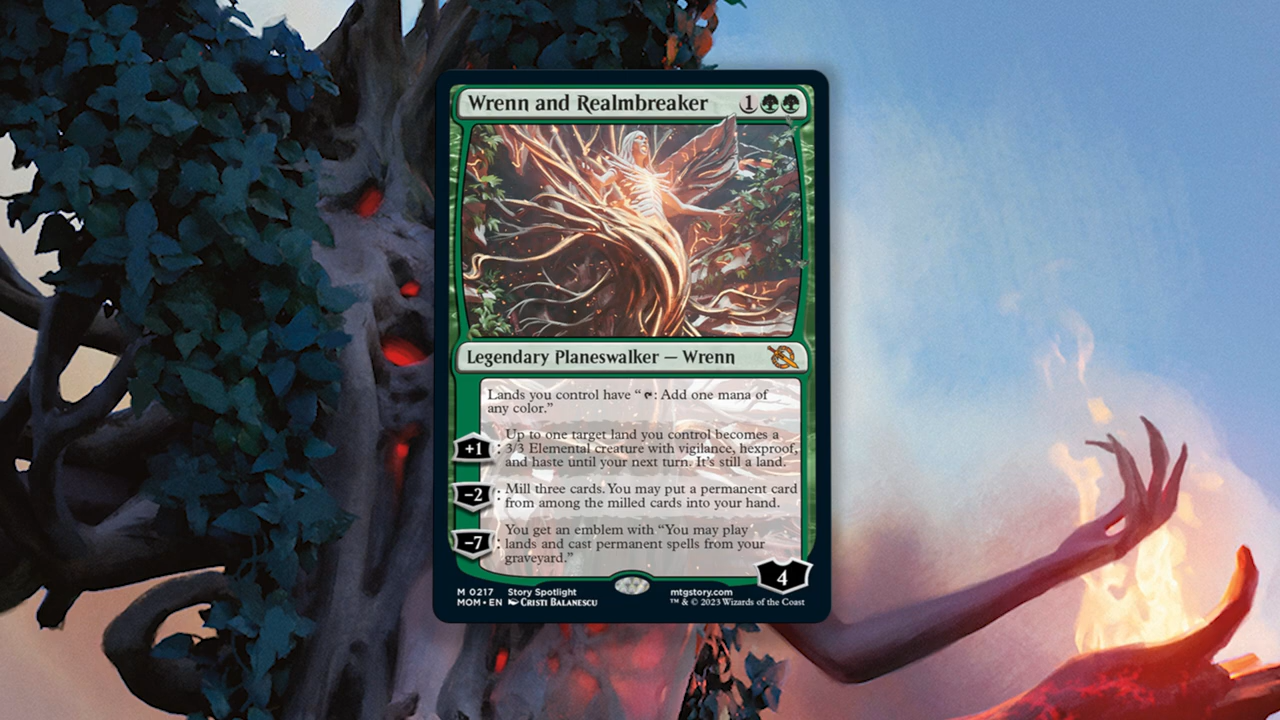 Wrenn and Realmbreaker 1
Legendary Planeswalker — Wrenn
Lands you control have “ : Add one mana of
any color.”
+1 : Up to one target land you control becomes a
3/3 Elemental creature with vigilance, hexproof,
and haste until your next turn. It’s still a land.
−2 : Mill three cards. You may put a permanent card
from among the milled cards into your hand.
−7 : You get an emblem with “You may play
lands and cast permanent spells from your
graveyard.”
4
M 0217 Story Spotlight mtgstory.com
MOM • EN CRISTI BALANESCU ™ & © 2023 Wizards of the Coast